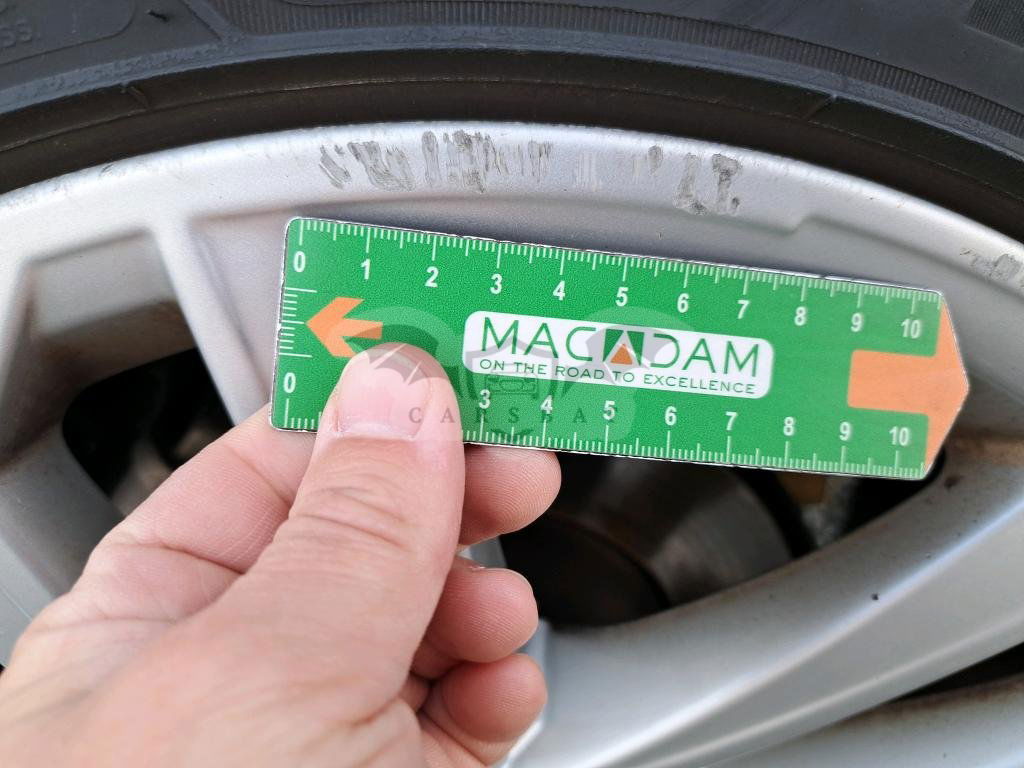 0 1 2 3 4 5 6 7 8 9 10
MACADAM
ON THE ROAD TO EXCELLENCE
CARSBA
0 3 4 5 6 7 8 9 10